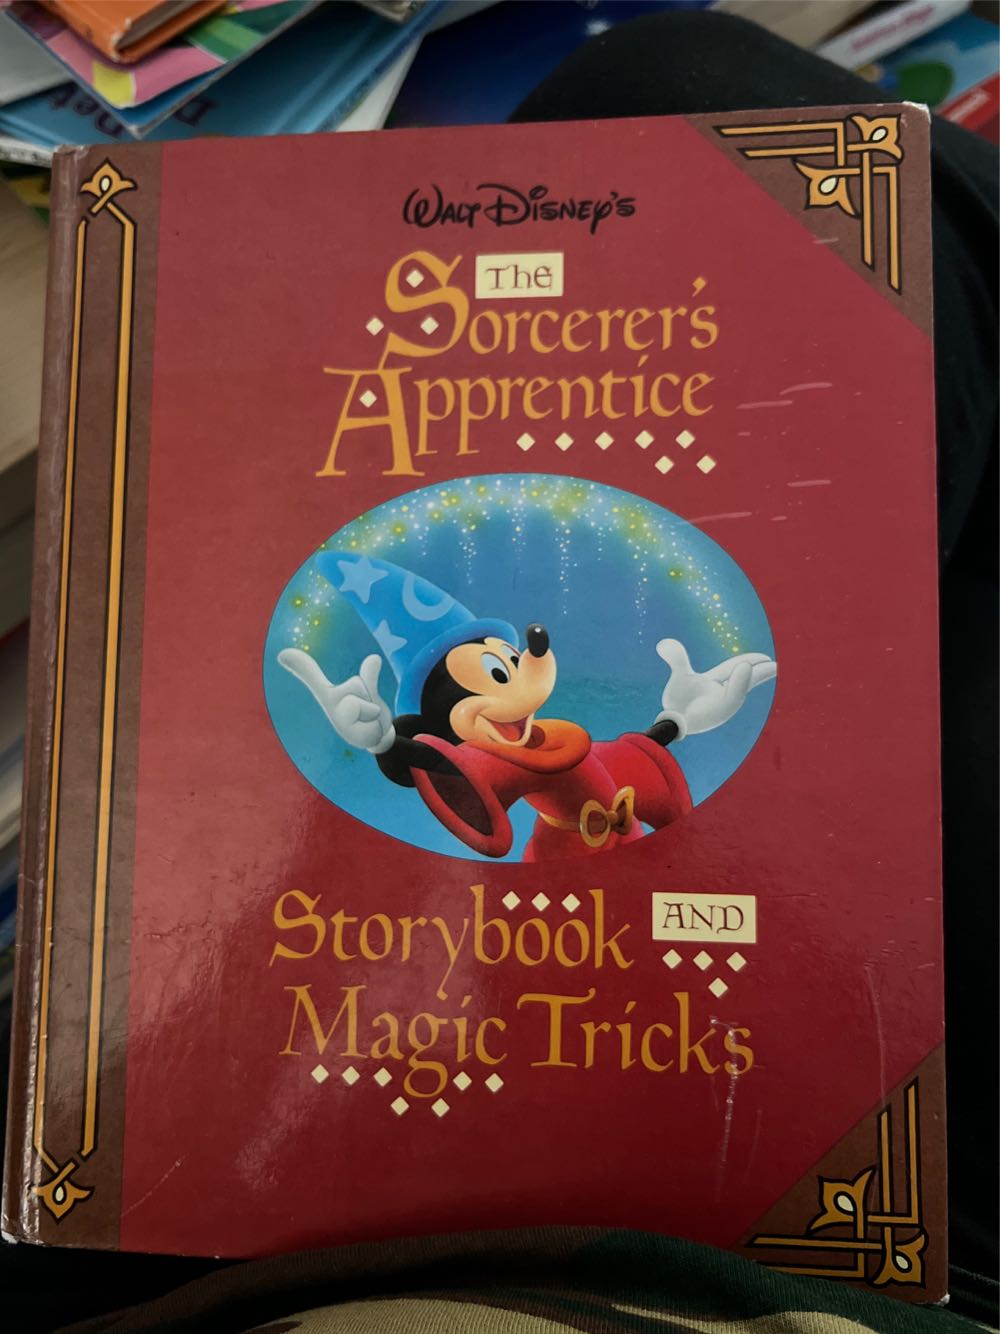 WALT DISNEY'S
The
Sorcerer's
Apprentice
Storybook AND
Magic Tricks